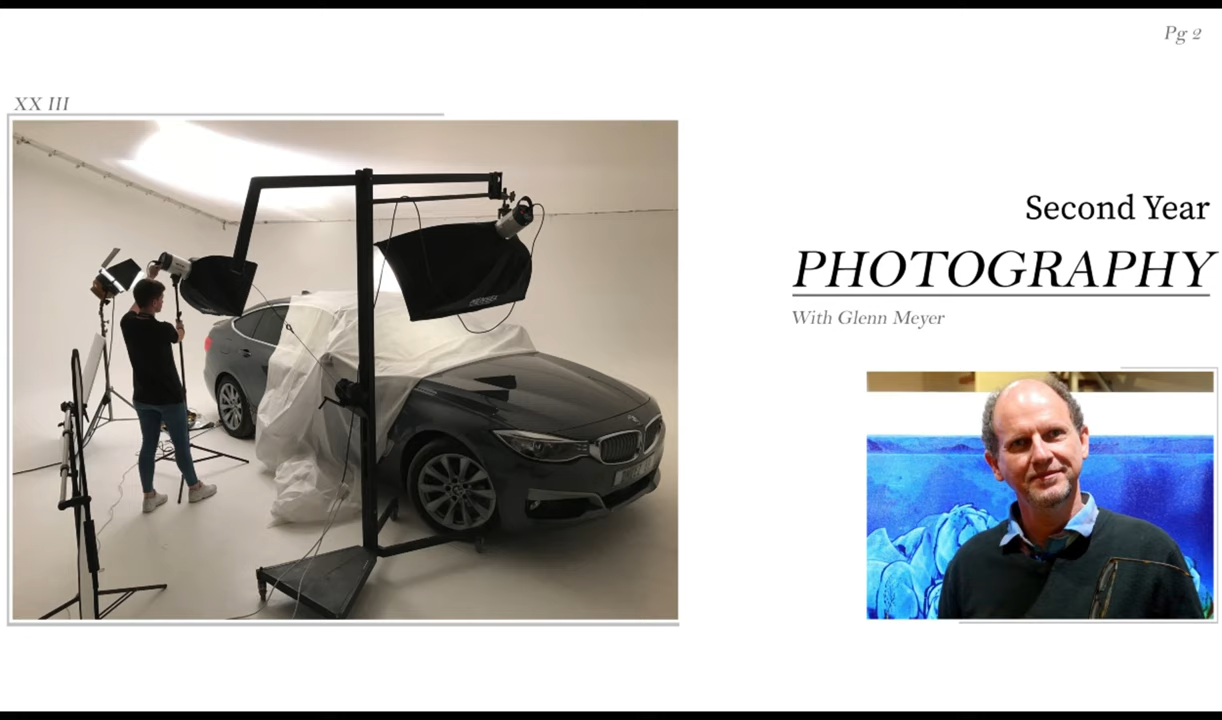 Pg 2
XX III
Second Year
PHOTOGRAPHY
With Glenn Meyer